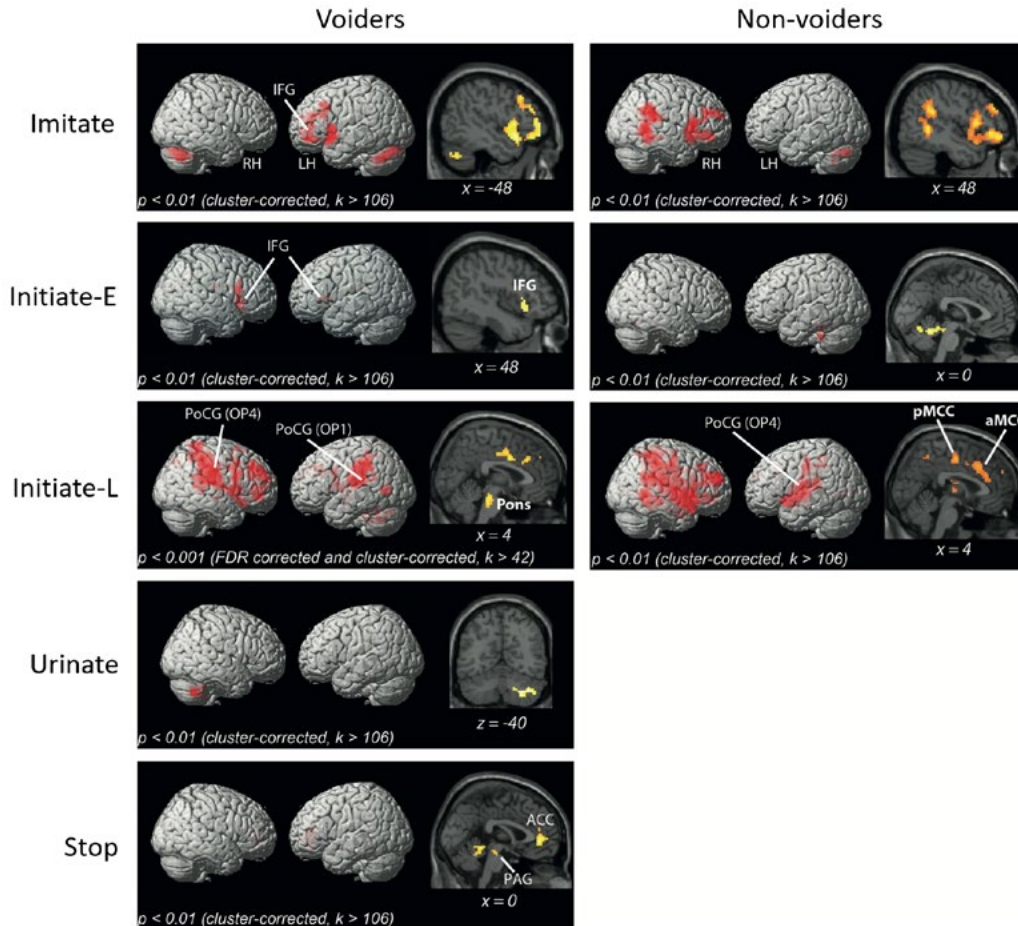 Voiders
Non-voiders
Imitate
IFG
RH
LH
x = -48
p < 0.01 (cluster-corrected, k > 106)
RH
LH
x = 48
p < 0.01 (cluster-corrected, k > 106)
Initiate-E
IFG
IFG
x = 48
p < 0.01 (cluster-corrected, k > 106)
x = 0
p < 0.01 (cluster-corrected, k > 106)
Initiate-L
PoCG (OP4)
PoCG (OP1)
Pons
x = 4
p < 0.001 (FDR corrected and cluster-corrected, k > 42)
PoCG (OP4)
pMCC
aMCC
x = 4
p < 0.01 (cluster-corrected, k > 106)
Urinate
z = -40
p < 0.01 (cluster-corrected, k > 106)
Stop
ACC
PAG
x = 0
p < 0.01 (cluster-corrected, k > 106)